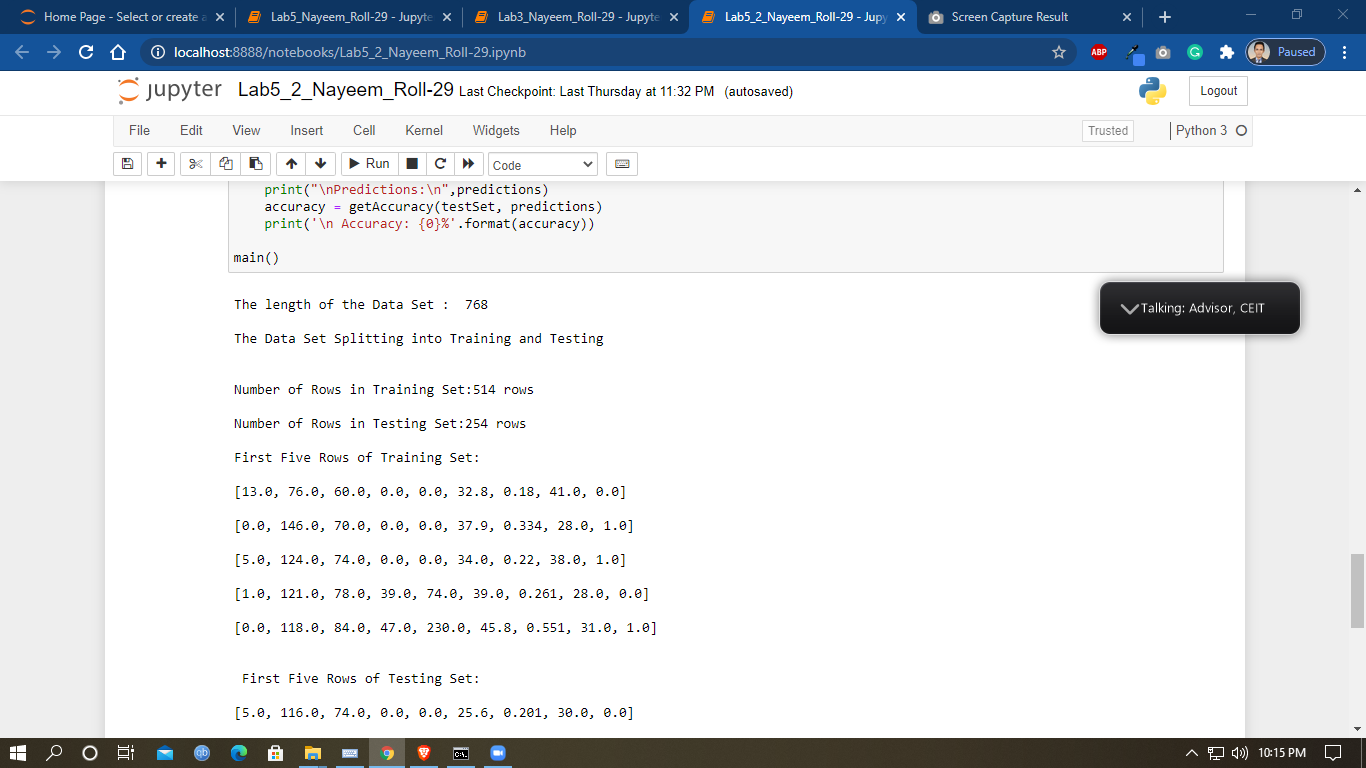 Home Page - Select or create a
Lab5_Nayeem_Roll-29 - Jupyte
Lab3_Nayeem_Roll-29 - Jupyte
Lab5_2_Nayeem_Roll-29 - Jupy
Screen Capture Result
localhost:8888/notebooks/Lab5_2_Nayeem_Roll-29.ipynb
ABP
Paused
jupyter Lab5_2_Nayeem_Roll-29 Last Checkpoint: Last Thursday at 11:32 PM (autosaved)
Logout
File Edit View Insert Cell Kernel Widgets Help
Trusted
Python 3
Run
Code
print("\nPredictions:\n",predictions)
accuracy = getAccuracy(testSet, predictions)
print('\n Accuracy: {0}%'.format(accuracy))
main()
The length of the Data Set :  768
Talking: Advisor, CEIT
The Data Set Splitting into Training and Testing
Number of Rows in Training Set:514 rows
Number of Rows in Testing Set:254 rows
First Five Rows of Training Set:
[13.0, 76.0, 60.0, 0.0, 0.0, 32.8, 0.18, 41.0, 0.0]
[0.0, 146.0, 70.0, 0.0, 0.0, 37.9, 0.334, 28.0, 1.0]
[5.0, 124.0, 74.0, 0.0, 0.0, 34.0, 0.22, 38.0, 1.0]
[1.0, 121.0, 78.0, 39.0, 74.0, 39.0, 0.261, 28.0, 0.0]
[0.0, 118.0, 84.0, 47.0, 230.0, 45.8, 0.551, 31.0, 1.0]
First Five Rows of Testing Set:
[5.0, 116.0, 74.0, 0.0, 0.0, 25.6, 0.201, 30.0, 0.0]
qb
C:\.
10:15 PM